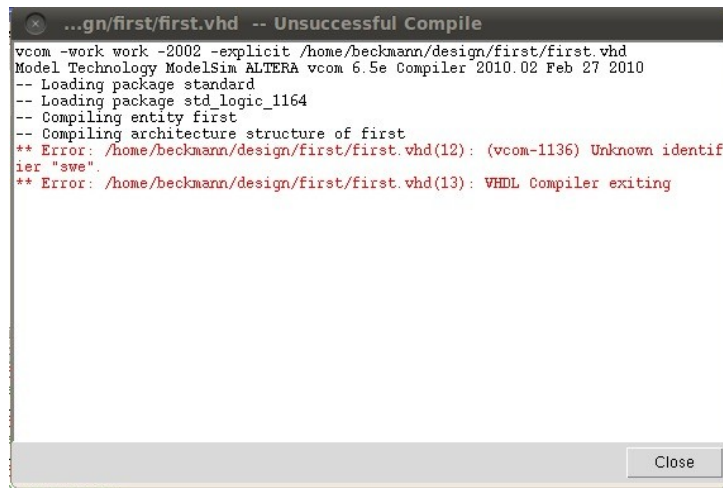 ...gn/first/first.vhd -- Unsuccessful Compile
vcom -work work -2002 -explicit /home/beckmann/design/first/first.vhd
Model Technology ModelSim ALTERA vcom 6.5e Compiler 2010.02 Feb 27 2010
-- Loading package standard
-- Loading package std_logic_1164
-- Compiling entity first
-- Compiling architecture structure of first
** Error: /home/beckmann/design/first/first.vhd(12): (vcom-1136) Unknown identif
ier "swe".
** Error: /home/beckmann/design/first/first.vhd(13): VHDL Compiler exiting
Close